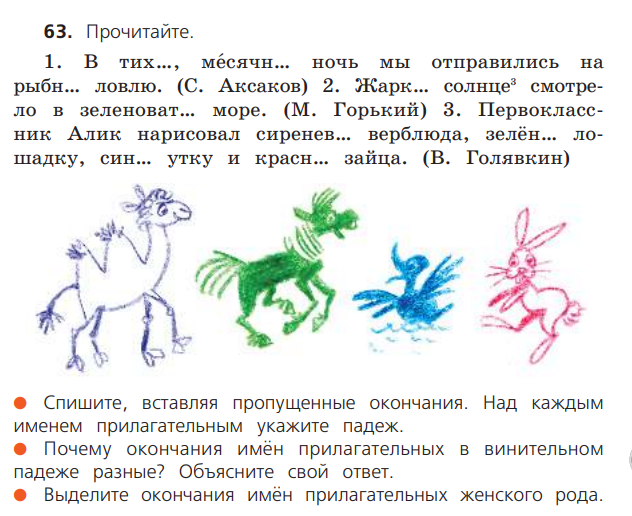 63. Прочитайте.
1. В тих..., ме́сячн... ночь мы отправились на
рыбн... ловлю. (С. Аксаков) 2. Жарк... солнце³ смотре-
ло в зеленоват... море. (М. Горький) 3. Первокласс-
ник Алик нарисовал сиренев... верблюда, зелён... ло-
шадку, син... утку и красн... зайца. (В. Голявкин)
● Спишите, вставляя пропущенные окончания. Над каждым
именем прилагательным укажите падеж.
● Почему окончания имён прилагательных в винительном
падеже разные? Объясните свой ответ.
● Выделите окончания имён прилагательных женского рода.